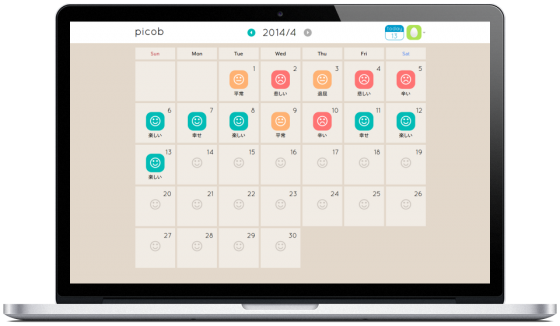 picob 2014/4 today 13
Sun Mon Tue Wed Thu Fri Sat
1 2 3 4 5
平常 悲しい 退屈 悲しい 辛い
6 7 8 9 10 11 12
楽しい 幸せ 楽しい 平常 辛い 幸せ 楽しい
13 14 15 16 17 18 19
楽しい
20 21 22 23 24 25 26
27 28 29 30